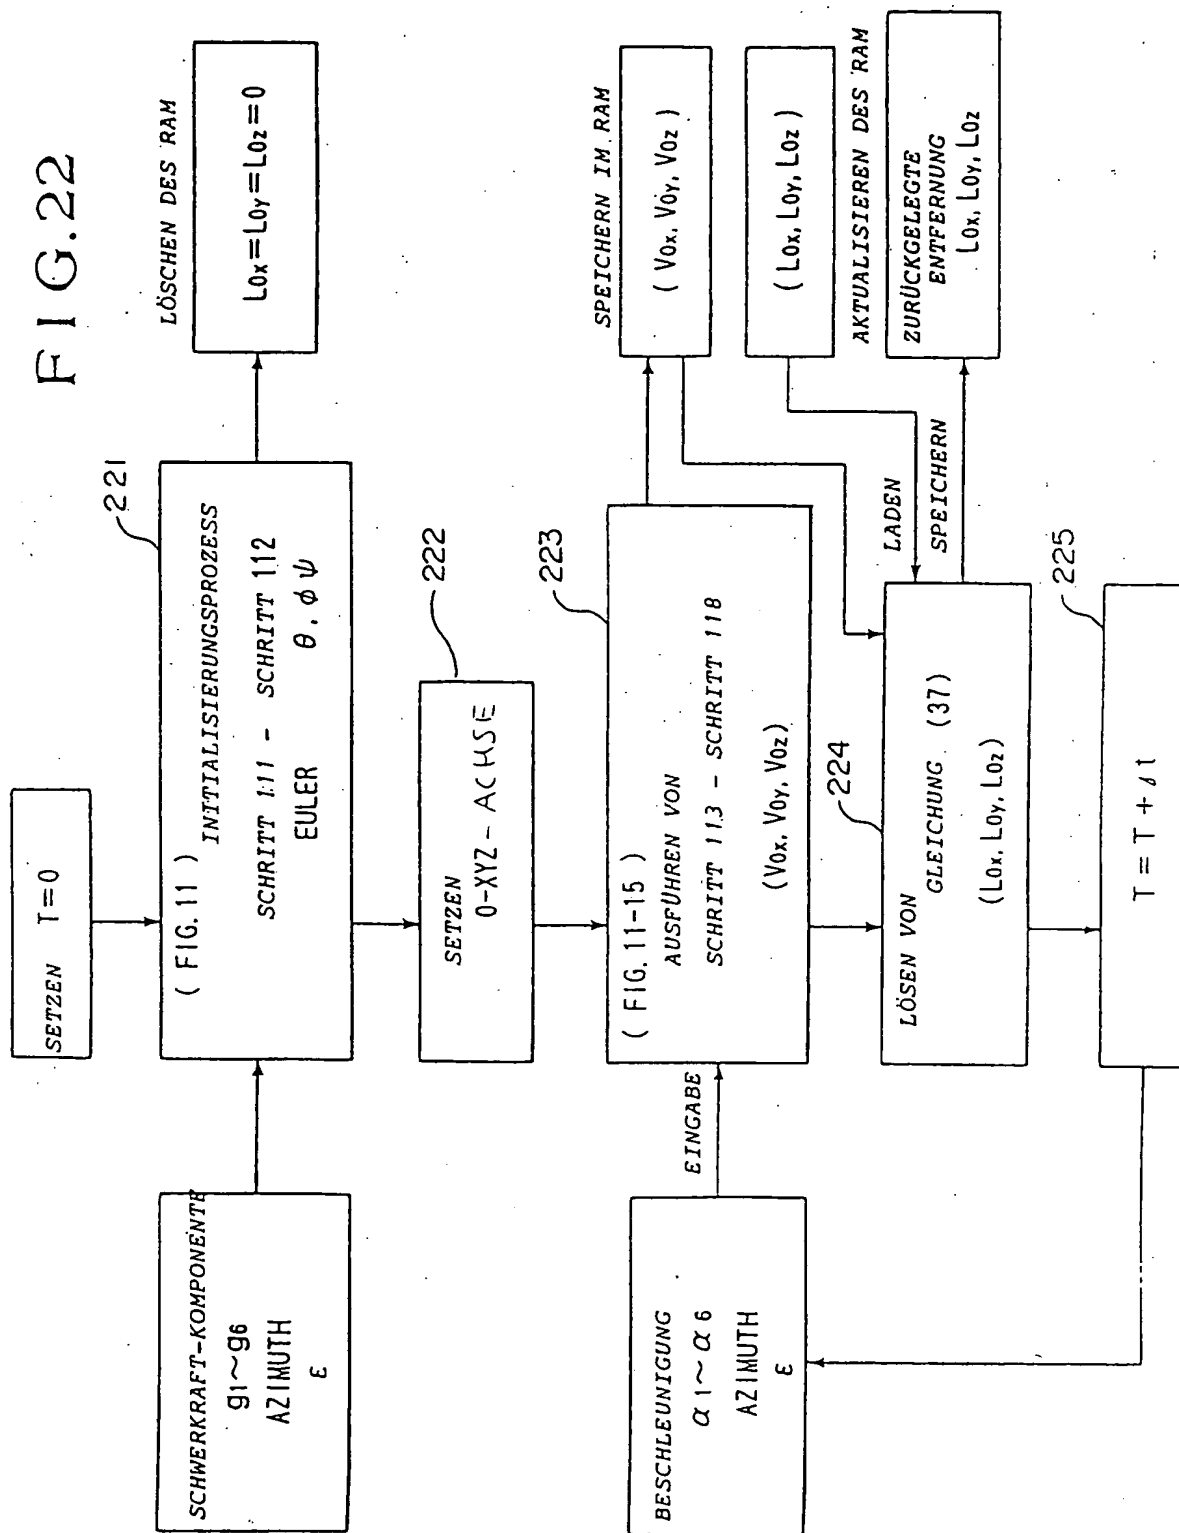 FIG.22
SETZEN T=0
221
( FIG.11 )
INITIALISIERUNGSPROZESS
SCHRITT 111 - SCHRITT 112
EULER θ, ϕ ψ
LÖSCHEN DES RAM
L0x=L0y=L0z=0
SCHWERKRAFT-KOMPONENTE
g1~g6
AZIMUTH
ε
222
SETZEN
0-XYZ-ACHSE
223
( FIG. 11-15 )
AUSFÜHREN VON
SCHRITT 113 - SCHRITT 118
(V0x, V0y, V0z)
SPEICHERN IM RAM
( V0x, V0y, V0z )
EINGABE
BESCHLEUNIGUNG
α1~α6
AZIMUTH
ε
224
LÖSEN VON
GLEICHUNG (37)
(L0x, L0y, L0z)
( L0x, L0y, L0z)
LADEN
SPEICHERN
AKTUALISIEREN DES RAM
ZURÜCKGELEGTE
ENTFERNUNG
L0x, L0y, L0z
225
T = T + Δt